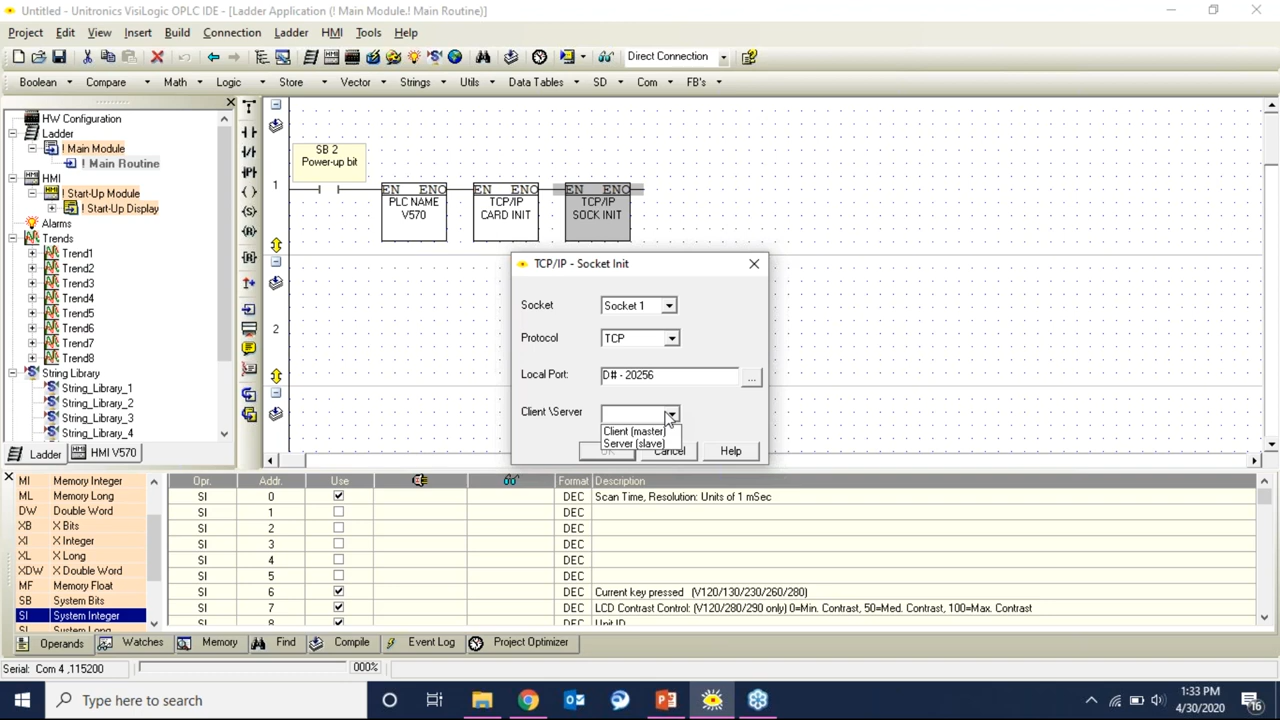 Untitled - Unitronics VisiLogic OPLC IDE - [Ladder Application (! Main Module.! Main Routine)]
Project Edit View Insert Build Connection Ladder HMI Tools Help
Direct Connection
Boolean Compare Math Logic Store Vector Strings Utils Data Tables SD Com FB's
HW Configuration
Ladder
! Main Module
! Main Routine
HMI
! Start-Up Module
! Start-Up Display
Alarms
Trends
Trend1
Trend2
Trend3
Trend4
Trend5
Trend6
Trend7
Trend8
String Library
String_Library_1
String_Library_2
String_Library_3
String_Library_4
Ladder HMI V570
1
SB 2
Power-up bit
EN ENO
PLC NAME
V570
EN ENO
TCP/IP
CARD INIT
EN ENO
TCP/IP
SOCK INIT
2
TCP/IP - Socket Init
Socket Socket 1
Protocol TCP
Local Port: D# - 20256 ...
Client \Server
Client (master)
Server (slave)
Cancel Help
MI Memory Integer
ML Memory Long
DW Double Word
XB X Bits
XI X Integer
XL X Long
XDW X Double Word
MF Memory Float
SB System Bits
SI System Integer
SL System Long
Opr. Addr. Use Format Description
SI 0 DEC Scan Time, Resolution: Units of 1 mSec
SI 1 DEC
SI 2 DEC
SI 3 DEC
SI 4 DEC
SI 5 DEC
SI 6 DEC Current key pressed (V120/130/230/260/280)
SI 7 DEC LCD Contrast Control: (V120/280/290 only) 0=Min. Contrast, 50=Med. Contrast, 100=Max. Contrast
SI 8 DEC Unit ID
Operands Watches Memory Find Compile Event Log Project Optimizer
Serial: Com 4 ,115200 000%
Type here to search
1:33 PM
4/30/2020
16